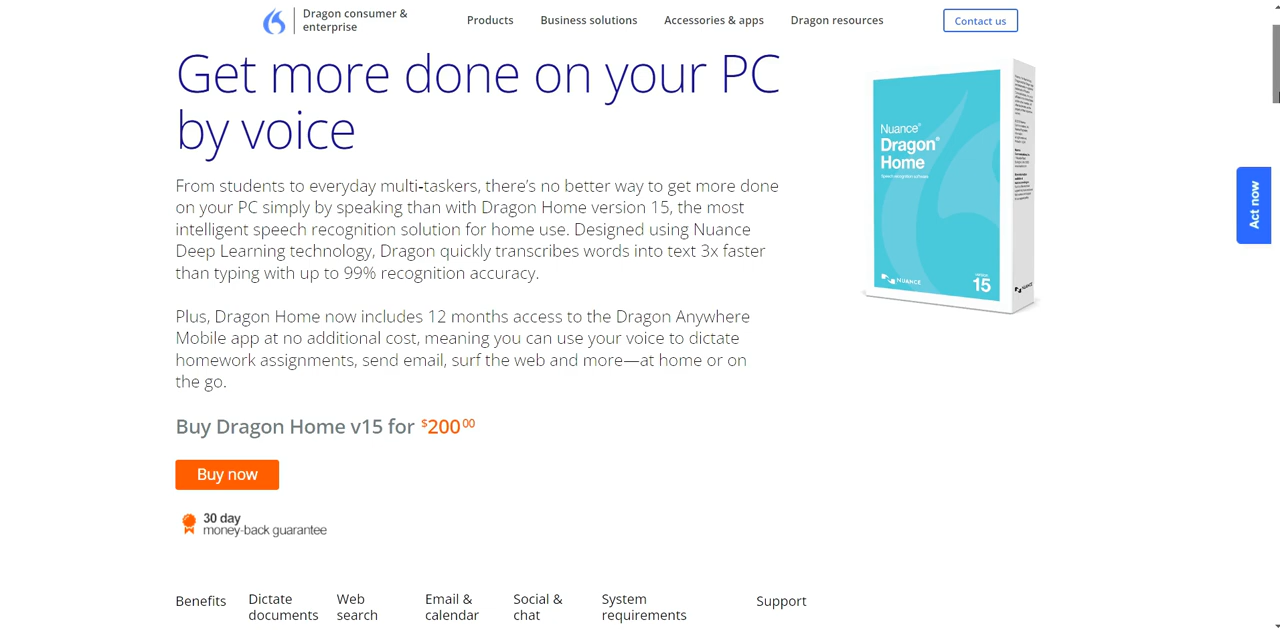 Dragon consumer &
enterprise
Products
Business solutions
Accessories & apps
Dragon resources
Contact us
Get more done on your PC
by voice
From students to everyday multi-taskers, there's no better way to get more done
on your PC simply by speaking than with Dragon Home version 15, the most
intelligent speech recognition solution for home use. Designed using Nuance
Deep Learning technology, Dragon quickly transcribes words into text 3x faster
than typing with up to 99% recognition accuracy.
Plus, Dragon Home now includes 12 months access to the Dragon Anywhere
Mobile app at no additional cost, meaning you can use your voice to dictate
homework assignments, send email, surf the web and more—at home or on
the go.
Buy Dragon Home v15 for $200 00
Buy now
30 day
money-back guarantee
Nuance®
Dragon®
Home
Speech recognition software
NUANCE
VERSION
15
NUANCE
Act now
Benefits
Dictate
documents
Web
search
Email &
calendar
Social &
chat
System
requirements
Support